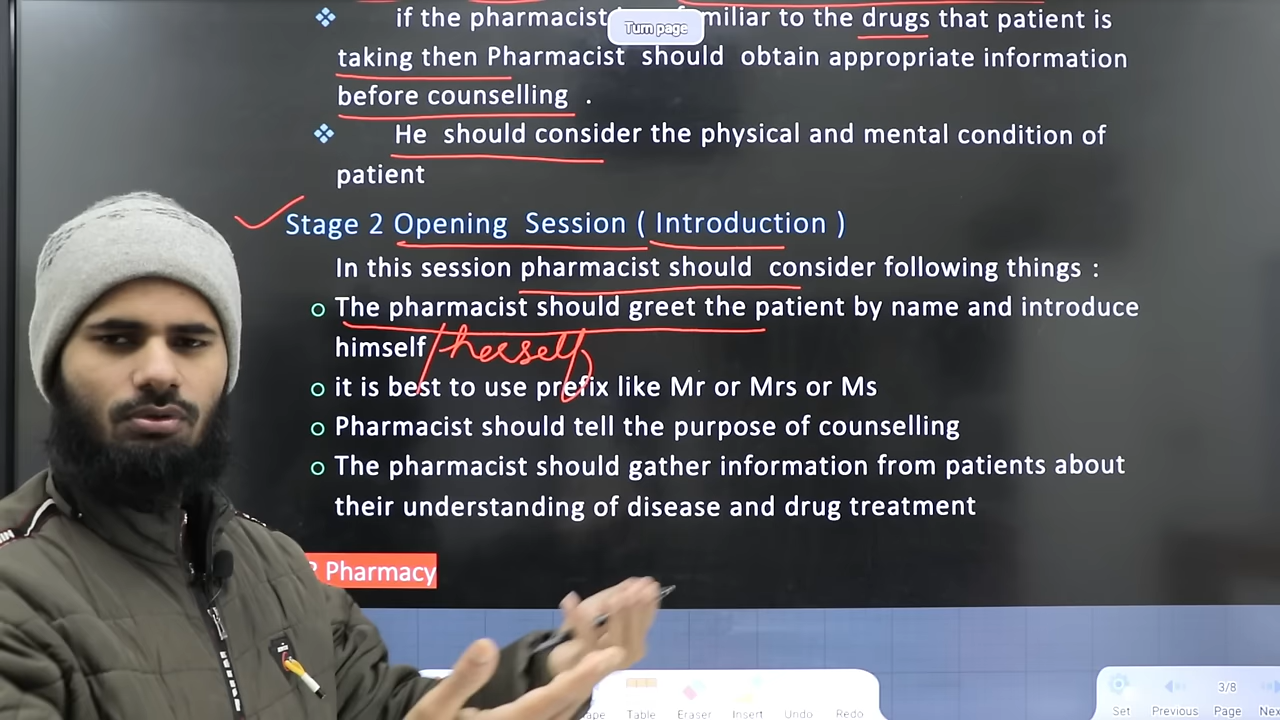 if the pharmacist familiar to the drugs that patient is
Turn page
taking then Pharmacist should obtain appropriate information
before counselling .
He should consider the physical and mental condition of
patient
Stage 2 Opening Session ( Introduction )
In this session pharmacist should consider following things :
The pharmacist should greet the patient by name and introduce
himself /herself
it is best to use prefix like Mr or Mrs or Ms
Pharmacist should tell the purpose of counselling
The pharmacist should gather information from patients about
their understanding of disease and drug treatment
Pharmacy
3/8
Table Eraser Insert Undo Redo Set Previous Page